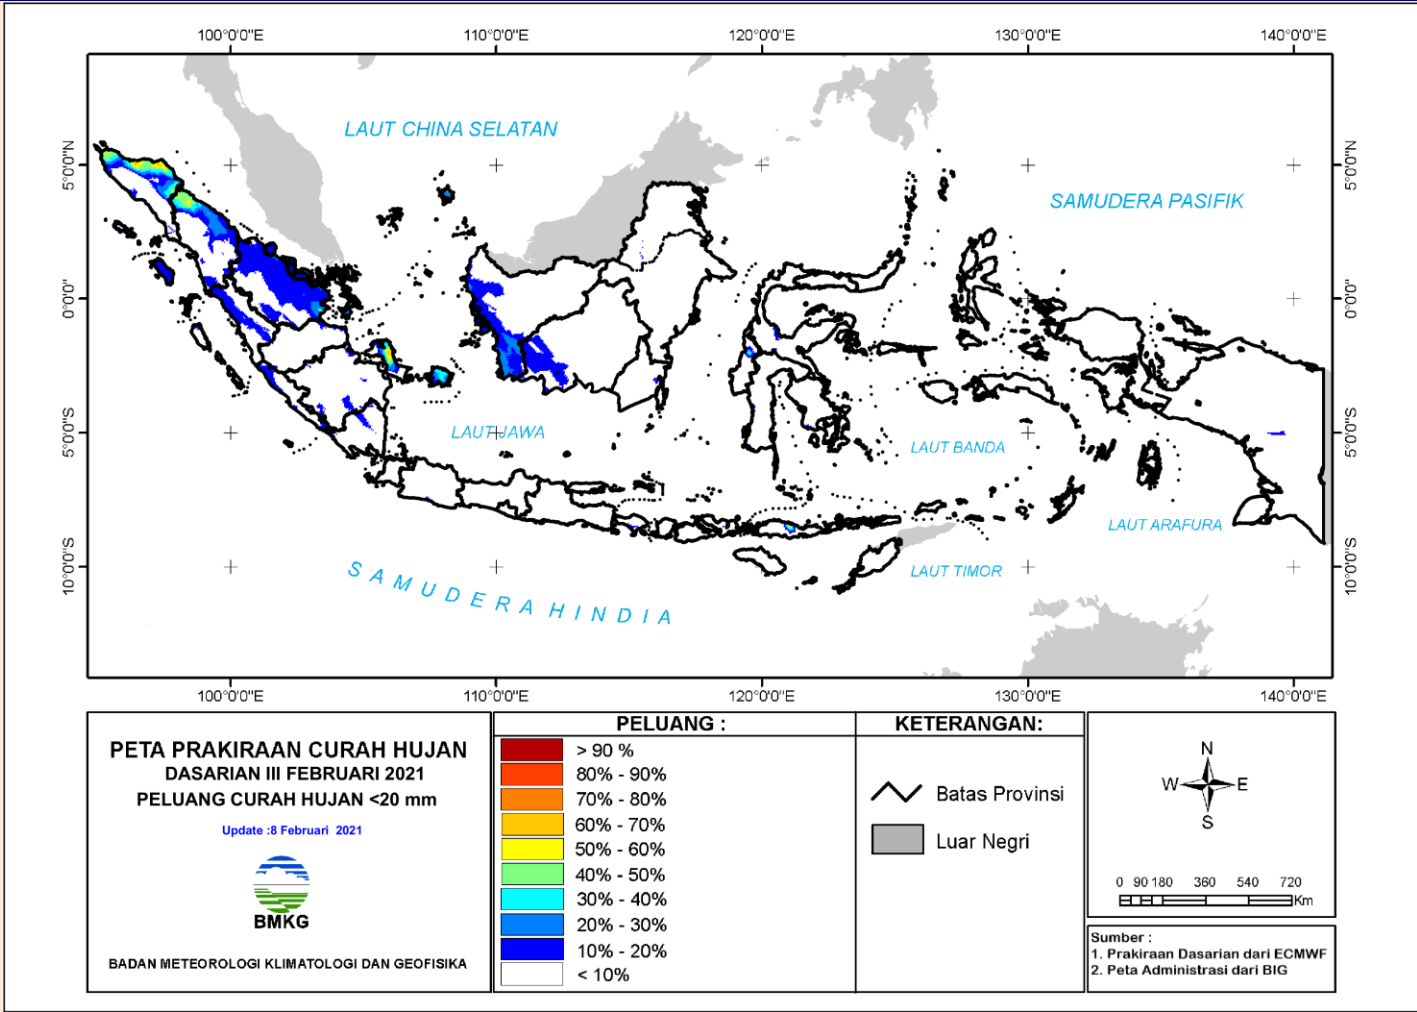 100°0'0"E 110°0'0"E 120°0'0"E 130°0'0"E 140°0'0"E
5°0'0"N 5°0'0"N
0°0'0" 0°0'0"
5°0'0"S 5°0'0"S
10°0'0"S 10°0'0"S
LAUT CHINA SELATAN
SAMUDERA PASIFIK
LAUT JAWA
LAUT BANDA
LAUT ARAFURA
LAUT TIMOR
SAMUDERA HINDIA
100°0'0"E 110°0'0"E 120°0'0"E 130°0'0"E 140°0'0"E
PETA PRAKIRAAN CURAH HUJAN
DASARIAN III FEBRUARI 2021
PELUANG CURAH HUJAN <20 mm
Update :8 Februari 2021
BMKG
BADAN METEOROLOGI KLIMATOLOGI DAN GEOFISIKA
PELUANG :
> 90 %
80% - 90%
70% - 80%
60% - 70%
50% - 60%
40% - 50%
30% - 40%
20% - 30%
10% - 20%
< 10%
KETERANGAN:
Batas Provinsi
Luar Negri
N
W E
S
0 90 180 360 540 720
Km
Sumber :
1. Prakiraan Dasarian dari ECMWF
2. Peta Administrasi dari BIG